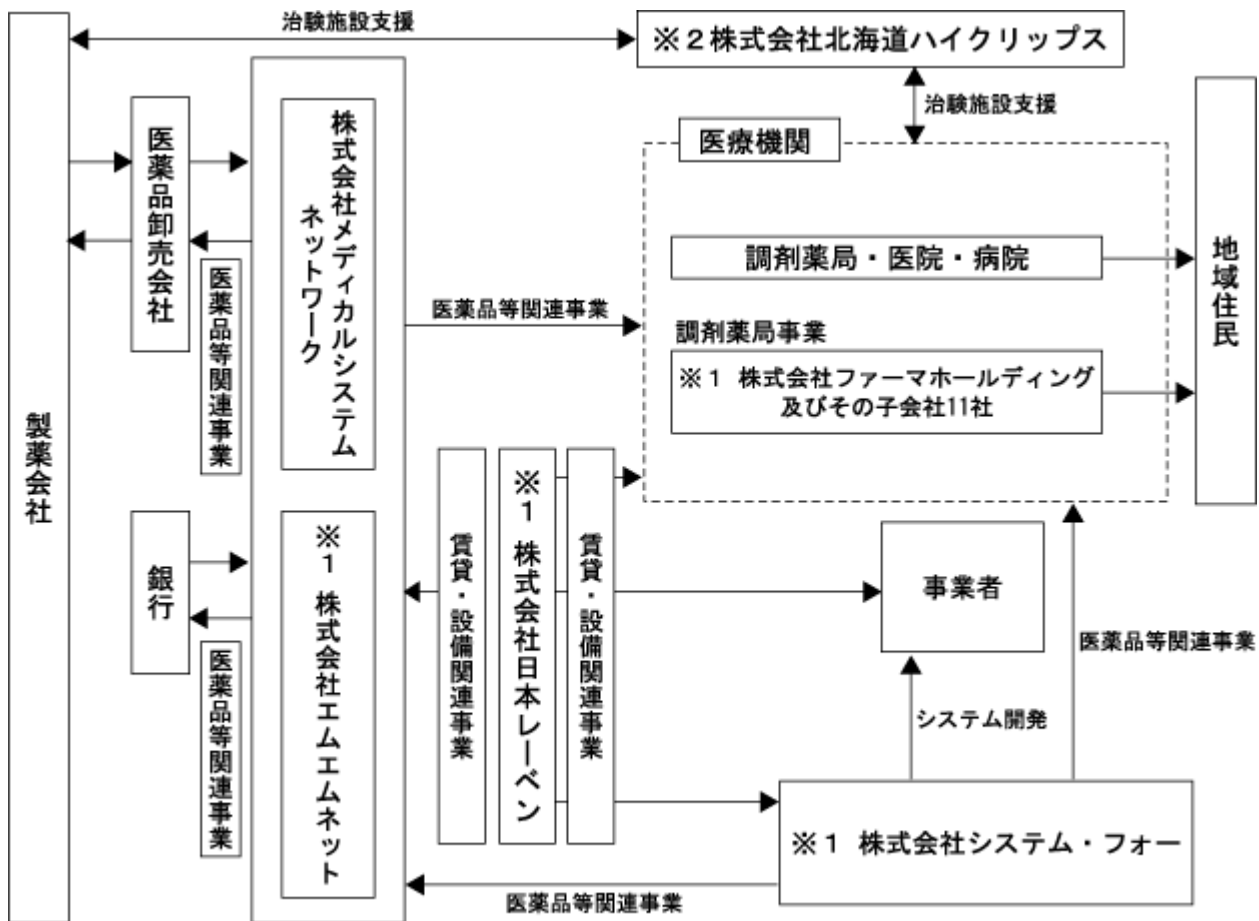 治験施設支援
※2株式会社北海道ハイクリップス
治験施設支援
製薬会社
医薬品卸売会社
医薬品等関連事業
株式会社メディカルシステム
ネットワーク
医薬品等関連事業
医療機関
調剤薬局・医院・病院
調剤薬局事業
※1 株式会社ファーマホールディング
及びその子会社11社
地域住民
銀行
医薬品等関連事業
※1 株式会社エムエムネット
賃貸・設備関連事業
※1 株式会社日本レーベン
賃貸・設備関連事業
事業者
医薬品等関連事業
システム開発
※1 株式会社システム・フォー
医薬品等関連事業